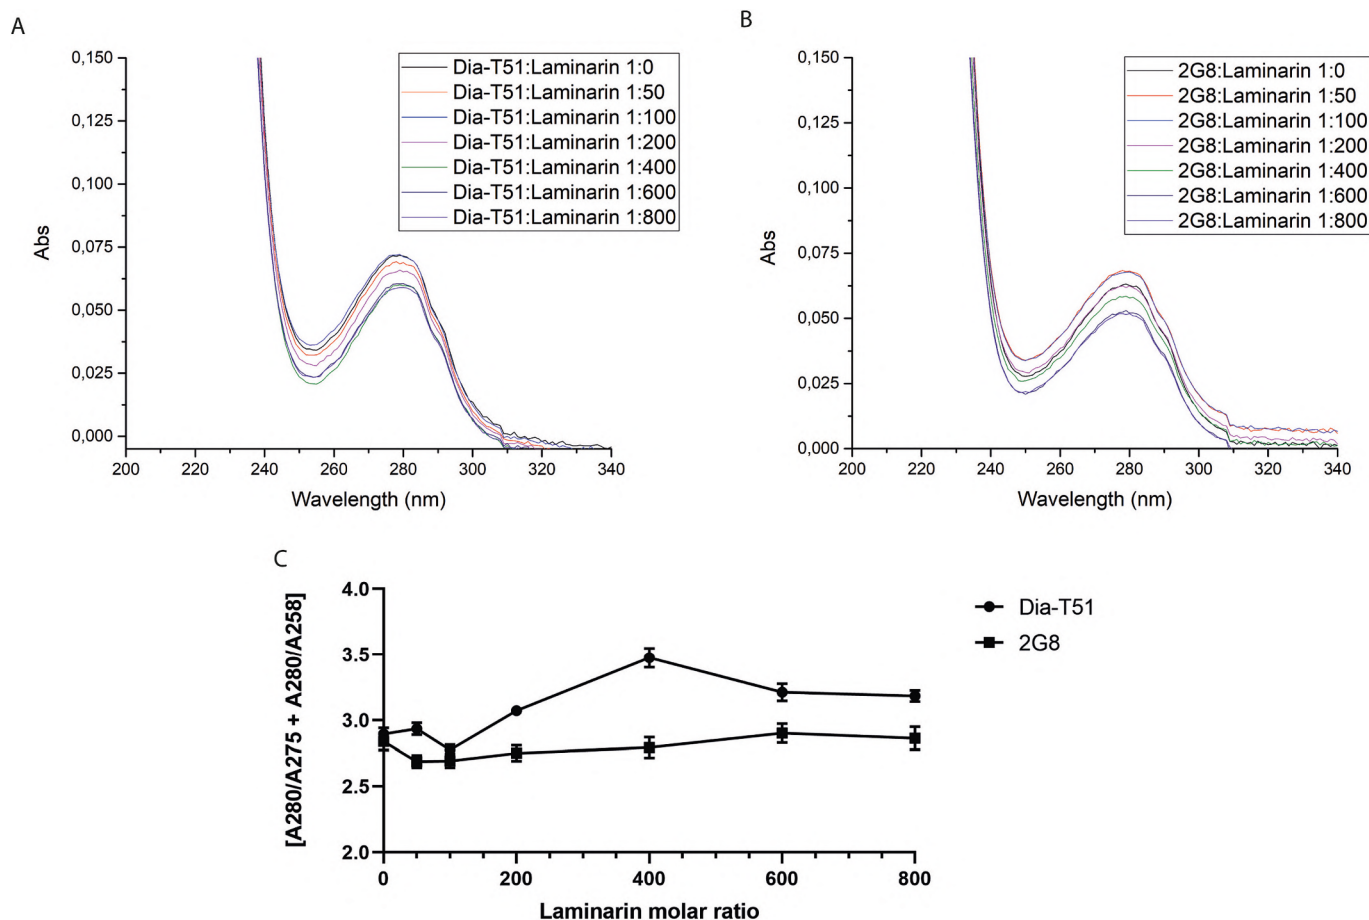 A
0,150
0,125
0,100
0,075
0,050
0,025
0,000
Abs
200 220 240 260 280 300 320 340
Wavelength (nm)
Dia-T51:Laminarin 1:0
Dia-T51:Laminarin 1:50
Dia-T51:Laminarin 1:100
Dia-T51:Laminarin 1:200
Dia-T51:Laminarin 1:400
Dia-T51:Laminarin 1:600
Dia-T51:Laminarin 1:800
B
0,150
0,125
0,100
0,075
0,050
0,025
0,000
Abs
200 220 240 260 280 300 320 340
Wavelength (nm)
2G8:Laminarin 1:0
2G8:Laminarin 1:50
2G8:Laminarin 1:100
2G8:Laminarin 1:200
2G8:Laminarin 1:400
2G8:Laminarin 1:600
2G8:Laminarin 1:800
C
[A280/A275 + A280/A258]
4.0
3.5
3.0
2.5
2.0
0 200 400 600 800
Laminarin molar ratio
Dia-T51
2G8